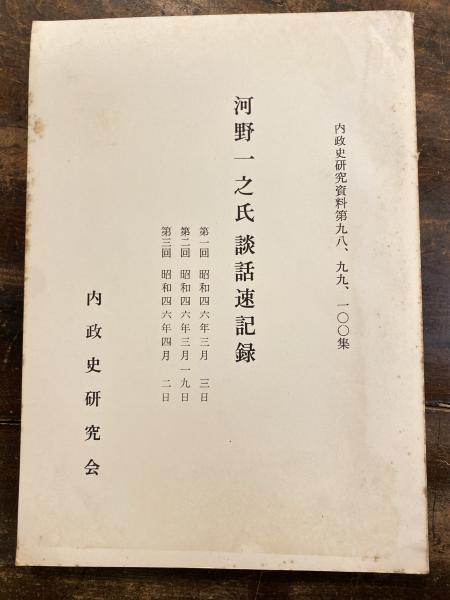 内政史研究資料第九八、九九、一〇〇集
河野一之氏談話速記録
第一回 昭和四六年三月 三日
第二回 昭和四六年三月一九日
第三回 昭和四六年四月 二日
内政史研究会